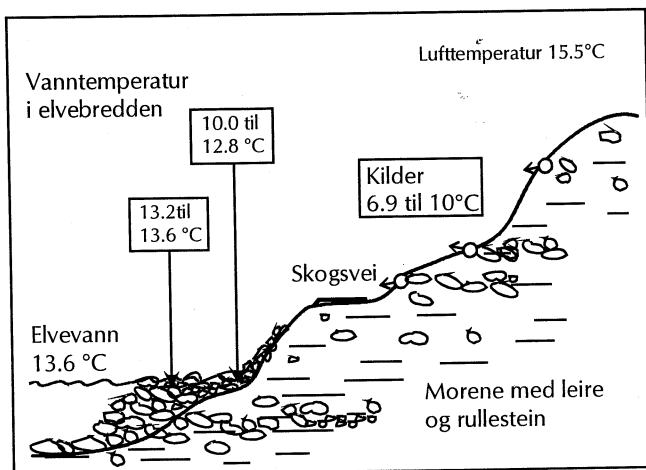 Lufttemperatur 15.5°C
Vanntemperatur
i elvebredden
10.0 til
12.8 °C
Kilder
6.9 til 10°C
13.2til
13.6 °C
Skogsvei
Elvevann
13.6 °C
Morene med leire
og rullestein